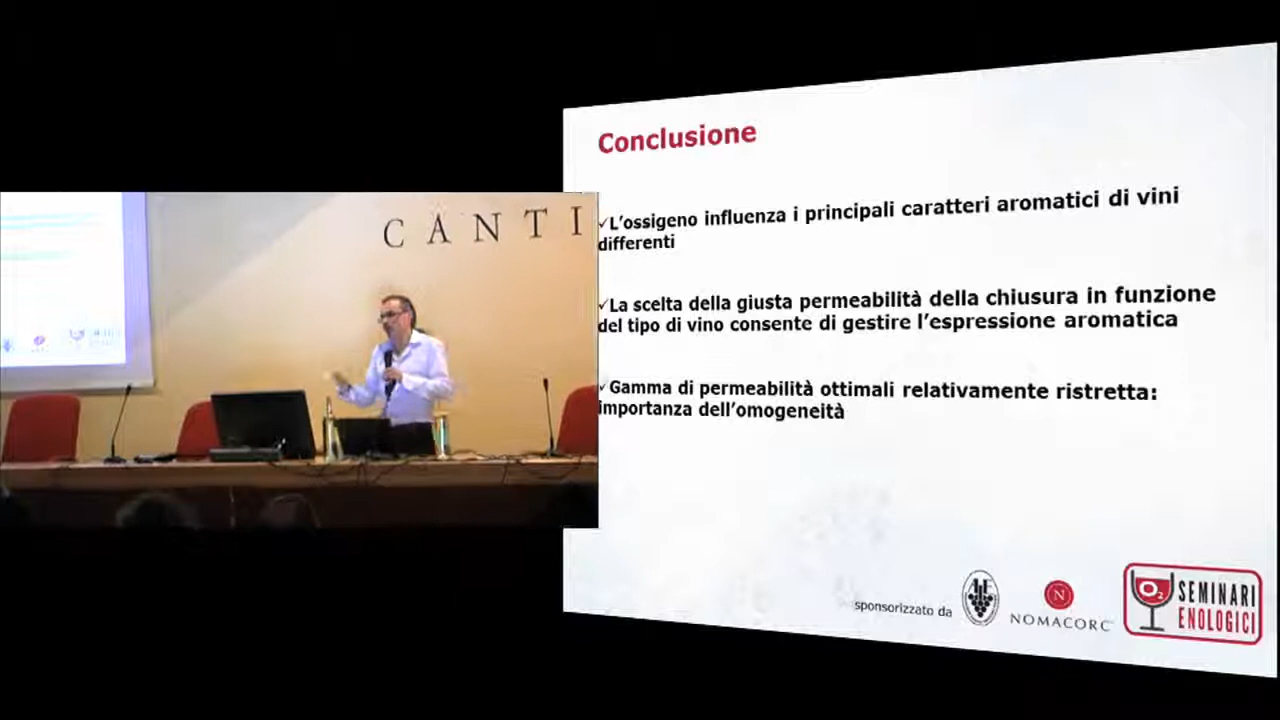 Conclusione
✓L'ossigeno influenza i principali caratteri aromatici di vini
differenti
✓La scelta della giusta permeabilità della chiusura in funzione
del tipo di vino consente di gestire l'espressione aromatica
✓Gamma di permeabilità ottimali relativamente ristretta:
importanza dell'omogeneità
CANTI
sponsorizzato da
N
NOMACORC
O2
SEMINARI
ENOLOGICI